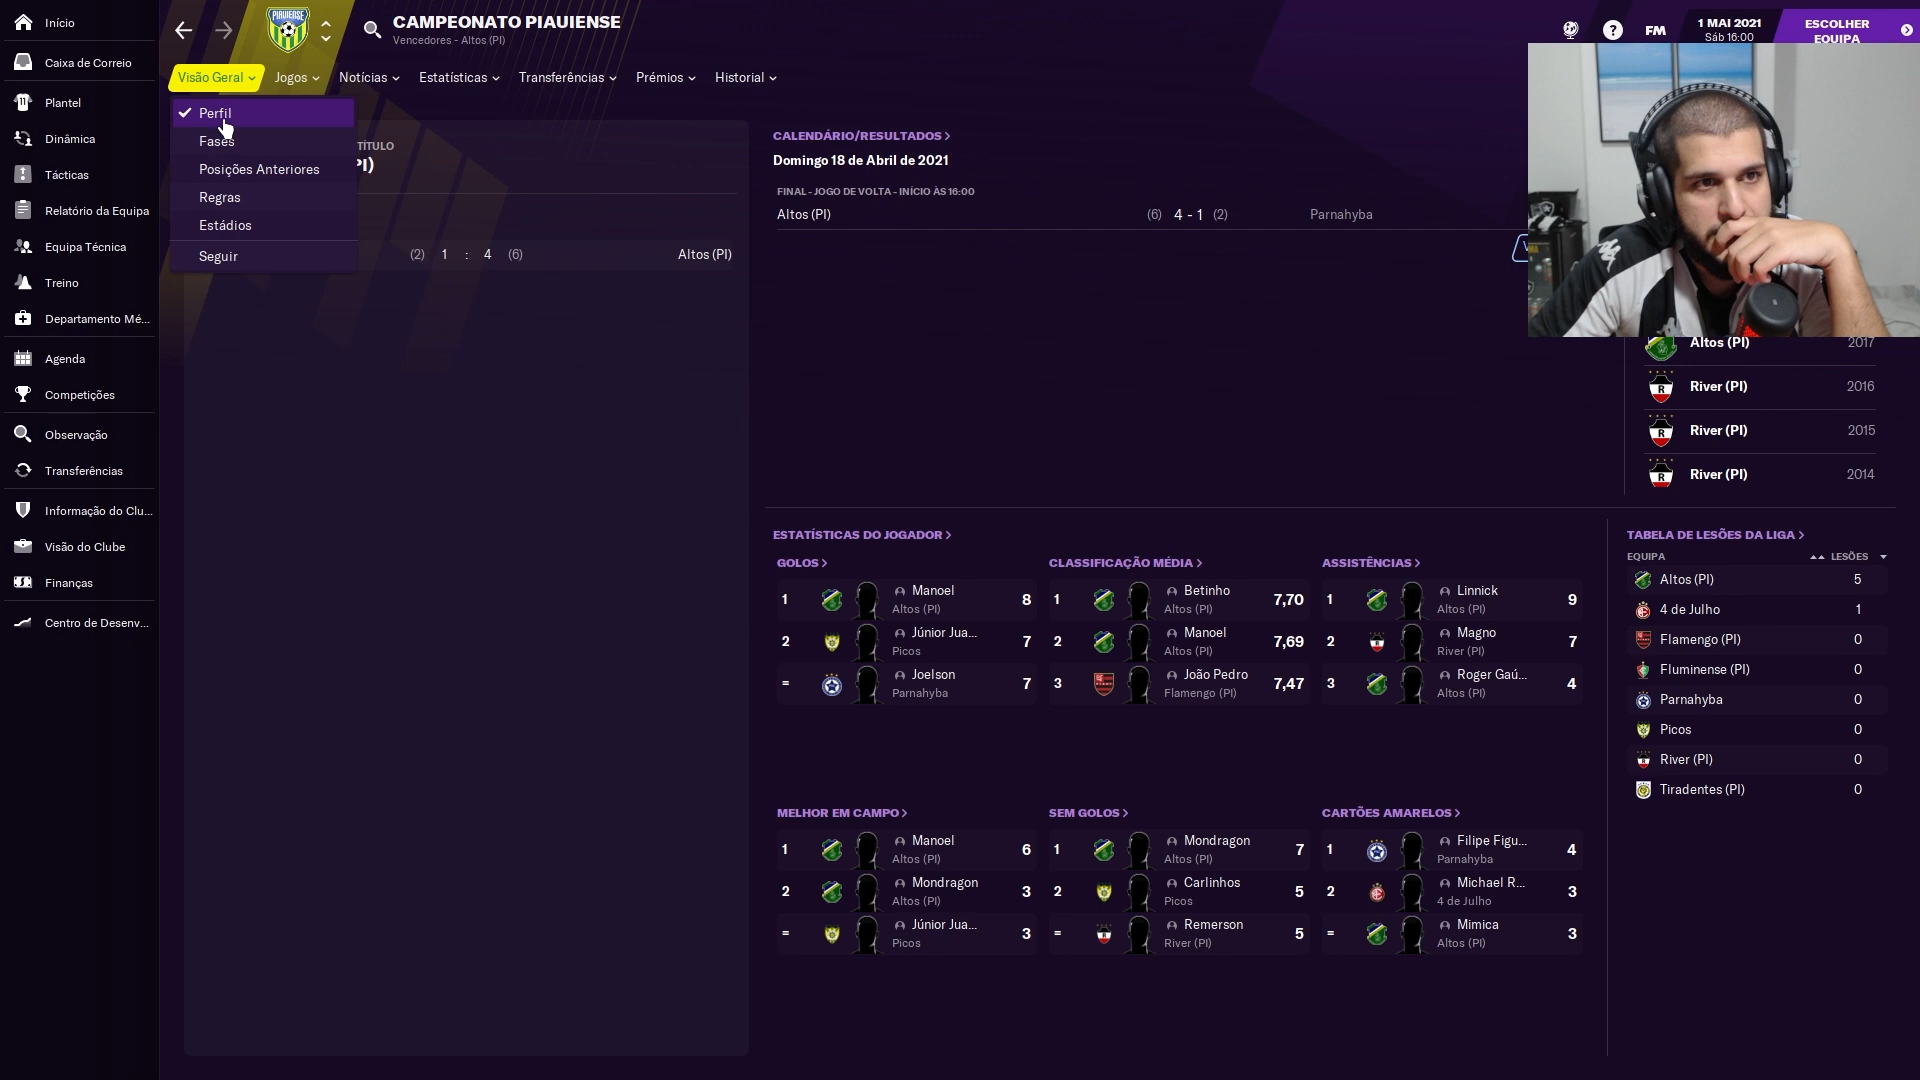 Início
Caixa de Correio
Plantel
Dinâmica
Tácticas
Relatório da Equipa
Equipa Técnica
Treino
Departamento Mé...
Agenda
Competições
Observação
Transferências
Informação do Clu...
Visão do Clube
Finanças
Centro de Desenv...
CAMPEONATO PIAUIENSE
Vencedores - Altos (PI)
FM
1 MAI 2021
Sáb 16:00
ESCOLHER
EQUIPA
Visão Geral
Jogos
Notícias
Estatísticas
Transferências
Prémios
Historial
Perfil
Fases
Posições Anteriores
Regras
Estádios
Seguir
TÍTULO
PI)
(2) 1 : 4 (6) Altos (PI)
CALENDÁRIO/RESULTADOS
Domingo 18 de Abril de 2021
FINAL - JOGO DE VOLTA - INÍCIO ÀS 16:00
Altos (PI) (6) 4 - 1 (2) Parnahyba
Altos (PI) 2017
River (PI) 2016
River (PI) 2015
River (PI) 2014
ESTATÍSTICAS DO JOGADOR
GOLOS
1 Manoel 8
Altos (PI)
2 Júnior Jua... 7
Picos
= Joelson 7
Parnahyba
CLASSIFICAÇÃO MÉDIA
1 Betinho 7,70
Altos (PI)
2 Manoel 7,69
Altos (PI)
3 João Pedro 7,47
Flamengo (PI)
ASSISTÊNCIAS
1 Linnick 9
Altos (PI)
2 Magno 7
River (PI)
3 Roger Gaú... 4
Altos (PI)
MELHOR EM CAMPO
1 Manoel 6
Altos (PI)
2 Mondragon 3
Altos (PI)
= Júnior Jua... 3
Picos
SEM GOLOS
1 Mondragon 7
Altos (PI)
2 Carlinhos 5
Picos
= Remerson 5
River (PI)
CARTÕES AMARELOS
1 Filipe Figu... 4
Parnahyba
2 Michael R... 3
4 de Julho
= Mimica 3
Altos (PI)
TABELA DE LESÕES DA LIGA
EQUIPA LESÕES
Altos (PI) 5
4 de Julho 1
Flamengo (PI) 0
Fluminense (PI) 0
Parnahyba 0
Picos 0
River (PI) 0
Tiradentes (PI) 0